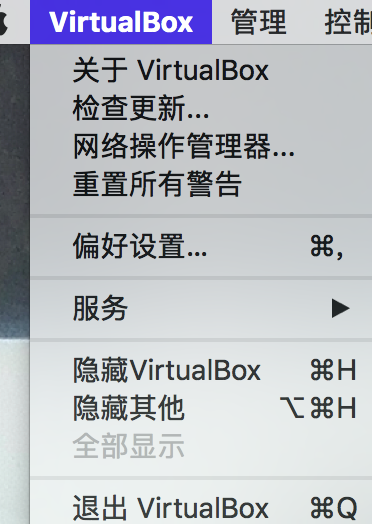 VirtualBox 管理 控制
关于 VirtualBox
检查更新...
网络操作管理器...
重置所有警告
偏好设置... ⌘,
服务 ▶
隐藏VirtualBox ⌘H
隐藏其他 ⌥⌘H
全部显示
退出 VirtualBox ⌘Q